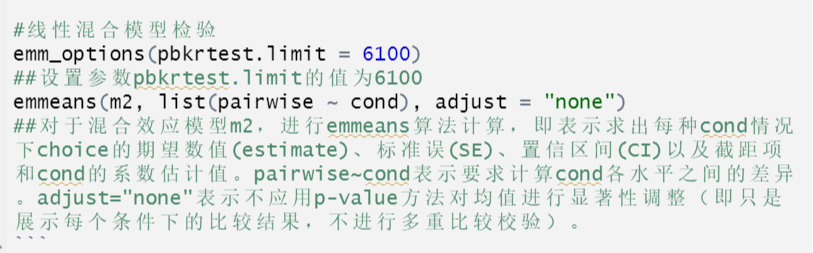 #线性混合模型检验
emm_options(pbkrtest.limit = 6100)
##设置参数pbkrtest.limit的值为6100
emmeans(m2, list(pairwise ~ cond), adjust = "none")
##对于混合效应模型m2，进行emmeans算法计算，即表示求出每种cond情况
下choice的期望数值(estimate)、标准误(SE)、置信区间(CI)以及截距项
和cond的系数估计值。pairwise~cond表示要求计算cond各水平之间的差异
。adjust="none"表示不应用p-value方法对均值进行显著性调整（即只是
展示每个条件下的比较结果，不进行多重比较校验）。
```